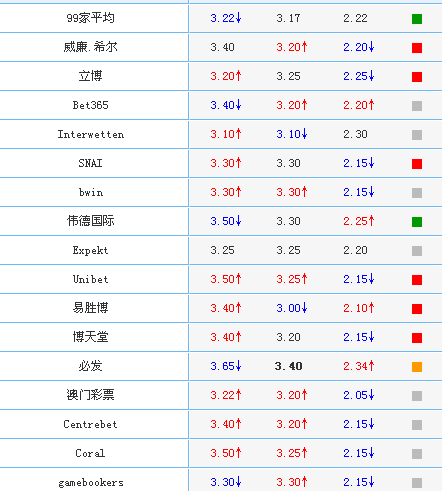 99家平均 3.22↓ 3.17 2.22
威廉.希尔 3.40 3.20↑ 2.20↓
立博 3.20↑ 3.25 2.25↓
Bet365 3.40↓ 3.20↑ 2.20↑
Interwetten 3.10↑ 3.10↓ 2.30
SNAI 3.30↑ 3.30 2.15↓
bwin 3.30↑ 3.30↑ 2.15↓
伟德国际 3.50↓ 3.30 2.25↑
Expekt 3.25 3.25 2.20
Unibet 3.50↑ 3.25↑ 2.15↓
易胜博 3.40↑ 3.00↓ 2.10↑
博天堂 3.40↑ 3.20 2.15↓
必发 3.65↓ 3.40 2.34↑
澳门彩票 3.22↑ 3.20↑ 2.05↓
Centrebet 3.40↑ 3.20↑ 2.15↓
Coral 3.50↑ 3.25↑ 2.15↓
gamebookers 3.30↓ 3.30↑ 2.15↓